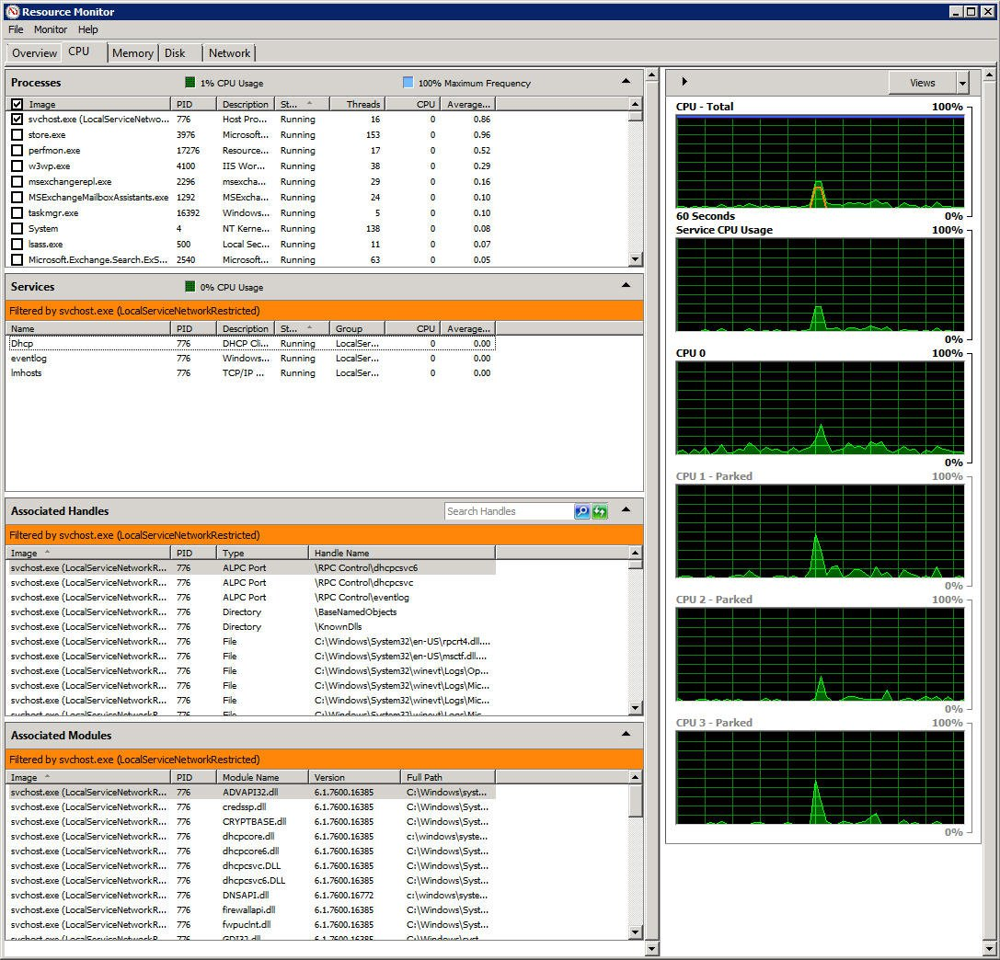 Resource Monitor
File Monitor Help
Overview CPU Memory Disk Network
Processes 1% CPU Usage 100% Maximum Frequency
Image PID Description St... Threads CPU Average...
svchost.exe (LocalServiceNetwo... 776 Host Pro... Running 16 0 0.86
store.exe 3976 Microsoft... Running 153 0 0.96
perfmon.exe 17276 Resource... Running 17 0 0.52
w3wp.exe 4100 IIS Wor... Running 38 0 0.29
msexchangerepl.exe 2296 msexcha... Running 29 0 0.16
MSExchangeMailboxAssistants.exe 1292 MSExcha... Running 24 0 0.10
taskmgr.exe 16392 Windows... Running 5 0 0.10
System 4 NT Kerne... Running 138 0 0.08
lsass.exe 500 Local Sec... Running 11 0 0.07
Microsoft.Exchange.Search.ExS... 2540 Microsoft... Running 63 0 0.05
Services 0% CPU Usage
Filtered by svchost.exe (LocalServiceNetworkRestricted)
Name PID Description St... Group CPU Average...
Dhcp 776 DHCP Cli... Running LocalSer... 0 0.00
eventlog 776 Windows... Running LocalSer... 0 0.00
lmhosts 776 TCP/IP ... Running LocalSer... 0 0.00
Associated Handles Search Handles
Filtered by svchost.exe (LocalServiceNetworkRestricted)
Image PID Type Handle Name
svchost.exe (LocalServiceNetworkR... 776 ALPC Port \RPC Control\dhcpcsvc6
svchost.exe (LocalServiceNetworkR... 776 ALPC Port \RPC Control\dhcpcsvc
svchost.exe (LocalServiceNetworkR... 776 ALPC Port \RPC Control\eventlog
svchost.exe (LocalServiceNetworkR... 776 Directory \BaseNamedObjects
svchost.exe (LocalServiceNetworkR... 776 Directory \KnownDlls
svchost.exe (LocalServiceNetworkR... 776 File C:\Windows\System32\en-US\rpcrt4.dll....
svchost.exe (LocalServiceNetworkR... 776 File C:\Windows\System32\en-US\msctf.dll....
svchost.exe (LocalServiceNetworkR... 776 File C:\Windows\System32\winevt\Logs\Op...
svchost.exe (LocalServiceNetworkR... 776 File C:\Windows\System32\winevt\Logs\Mic...
svchost.exe (LocalServiceNetworkR... 776 File C:\Windows\System32\winevt\Logs\Mic...
svchost.exe (LocalServiceNetworkR... 776 File C:\Windows\System32\winevt\Logs\Mic...
Associated Modules
Filtered by svchost.exe (LocalServiceNetworkRestricted)
Image PID Module Name Version Full Path
svchost.exe (LocalServiceNetworkR... 776 ADVAPI32.dll 6.1.7600.16385 C:\Windows\syst...
svchost.exe (LocalServiceNetworkR... 776 credssp.dll 6.1.7600.16385 C:\Windows\Syst...
svchost.exe (LocalServiceNetworkR... 776 CRYPTBASE.dll 6.1.7600.16385 C:\Windows\Syst...
svchost.exe (LocalServiceNetworkR... 776 dhcpcore.dll 6.1.7600.16385 c:\windows\syste...
svchost.exe (LocalServiceNetworkR... 776 dhcpcore6.dll 6.1.7600.16385 C:\Windows\Syst...
svchost.exe (LocalServiceNetworkR... 776 dhcpcsvc.DLL 6.1.7600.16385 C:\Windows\Syst...
svchost.exe (LocalServiceNetworkR... 776 dhcpcsvc6.DLL 6.1.7600.16385 C:\Windows\Syst...
svchost.exe (LocalServiceNetworkR... 776 DNSAPI.dll 6.1.7600.16772 c:\windows\syste...
svchost.exe (LocalServiceNetworkR... 776 firewallapi.dll 6.1.7600.16385 C:\Windows\Syst...
svchost.exe (LocalServiceNetworkR... 776 fwpuclnt.dll 6.1.7600.16385 C:\Windows\Syst...
svchost.exe (LocalServiceNetworkR... 776 GDI32.dll 6.1.7600.16385 C:\Windows\syst...
Views
CPU - Total 100%
60 Seconds 0%
Service CPU Usage 100%
0%
CPU 0 100%
0%
CPU 1 - Parked 100%
0%
CPU 2 - Parked 100%
0%
CPU 3 - Parked 100%
0%